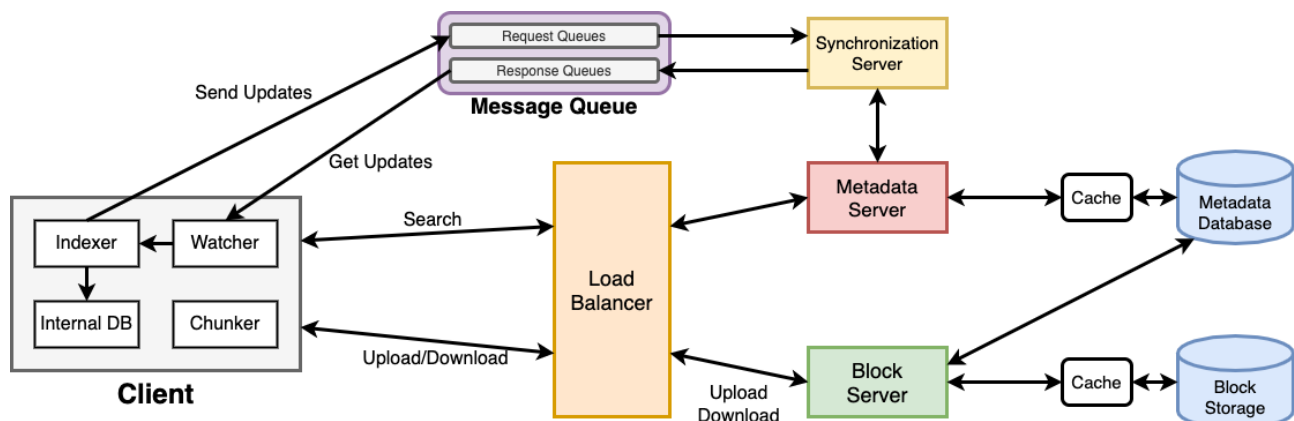 Request Queues
Response Queues
Message Queue
Synchronization
Server
Send Updates
Get Updates
Search
Upload/Download
Indexer
Watcher
Internal DB
Chunker
Client
Load
Balancer
Metadata
Server
Cache
Metadata
Database
Upload
Download
Block
Server
Cache
Block
Storage